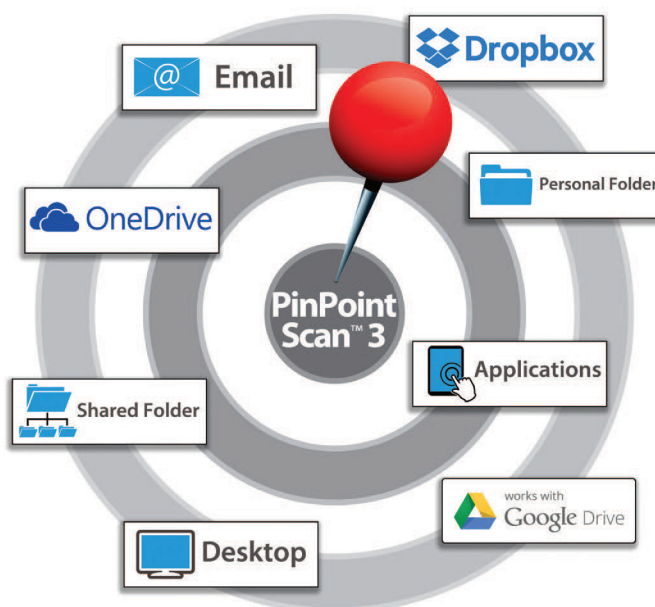 Dropbox
@ Email
Personal Folder
OneDrive
PinPoint
Scan™ 3
Applications
Shared Folder
works with
Google Drive
Desktop